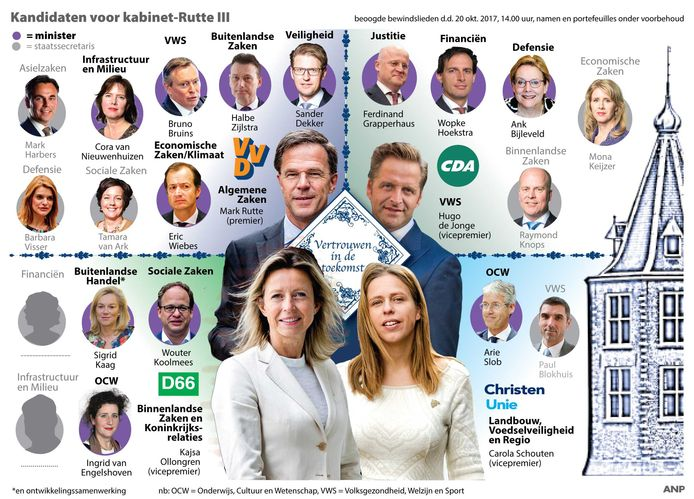 Kandidaten voor kabinet-Rutte III
beoogde bewindslieden d.d. 20 okt. 2017, 14.00 uur, namen en portefeuilles onder voorbehoud
= minister
= staatssecretaris
Asielzaken
Mark
Harbers
Infrastructuur
en Milieu
Cora van
Nieuwenhuizen
VWS
Bruno
Bruins
Buitenlandse
Zaken
Halbe
Zijlstra
Veiligheid
Sander
Dekker
Defensie
Barbara
Visser
Sociale Zaken
Tamara
van Ark
Economische
Zaken/Klimaat
Eric
Wiebes
VVD
Algemene
Zaken
Mark Rutte
(premier)
Justitie
Ferdinand
Grapperhaus
Financiën
Wopke
Hoekstra
Defensie
Ank
Bijleveld
Economische
Zaken
Mona
Keijzer
CDA
VWS
Hugo
de Jonge
(vicepremier)
Binnenlandse
Zaken
Raymond
Knops
Vertrouwen
in de
toekomst
Financiën
Buitenlandse
Handel*
Sigrid
Kaag
Sociale Zaken
Wouter
Koolmees
Infrastructuur
en Milieu
OCW
Ingrid van
Engelshoven
D66
Binnenlandse
Zaken en
Koninkrijks-
relaties
Kajsa
Ollongren
(vicepremier)
OCW
Arie
Slob
VWS
Paul
Blokhuis
Christen
Unie
Landbouw,
Voedselveiligheid
en Regio
Carola Schouten
(vicepremier)
*en ontwikkelingssamenwerking
nb: OCW = Onderwijs, Cultuur en Wetenschap, VWS = Volksgezondheid, Welzijn en Sport
ANP